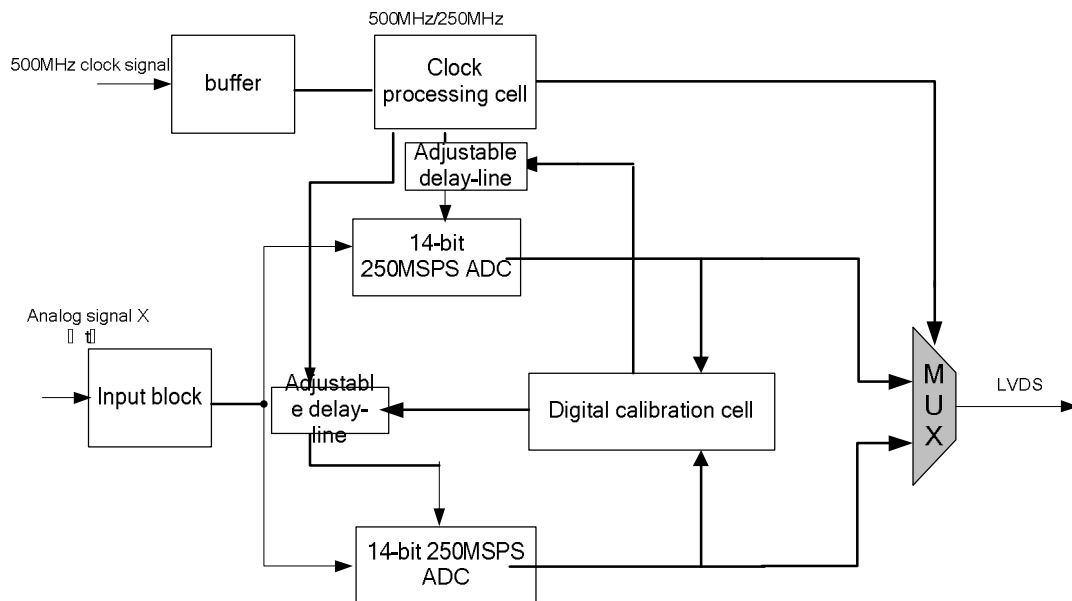 500MHz/250MHz
500MHz clock signal
buffer
Clock
processing cell
Adjustable
delay-line
14-bit
250MSPS ADC
Analog signal X
t
Input block
Adjustabl
e delay-
line
Digital calibration cell
MUX
LVDS
14-bit 250MSPS
ADC